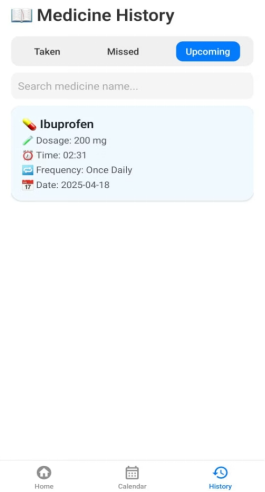 📖 Medicine History
Taken Missed Upcoming
Search medicine name...
💊 Ibuprofen
🧪 Dosage: 200 mg
⏰ Time: 02:31
🔁 Frequency: Once Daily
📅 Date: 2025-04-18
Home Calendar History